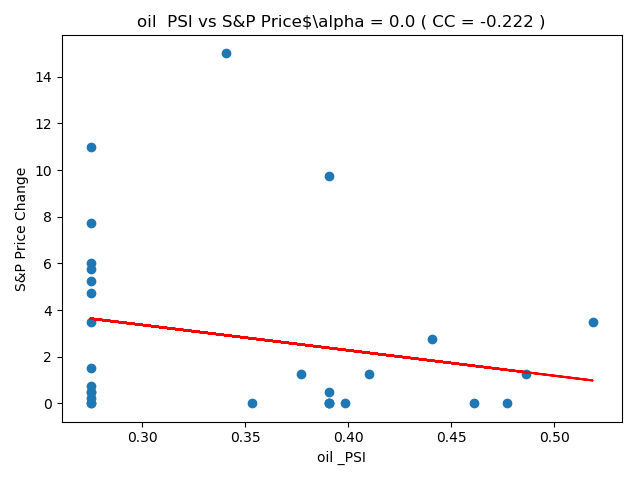 oil  PSI vs S&P Price$\alpha = 0.0 ( CC = -0.222 )
14
12
10
8
6
4
2
0
S&P Price Change
0.30 0.35 0.40 0.45 0.50
oil _PSI